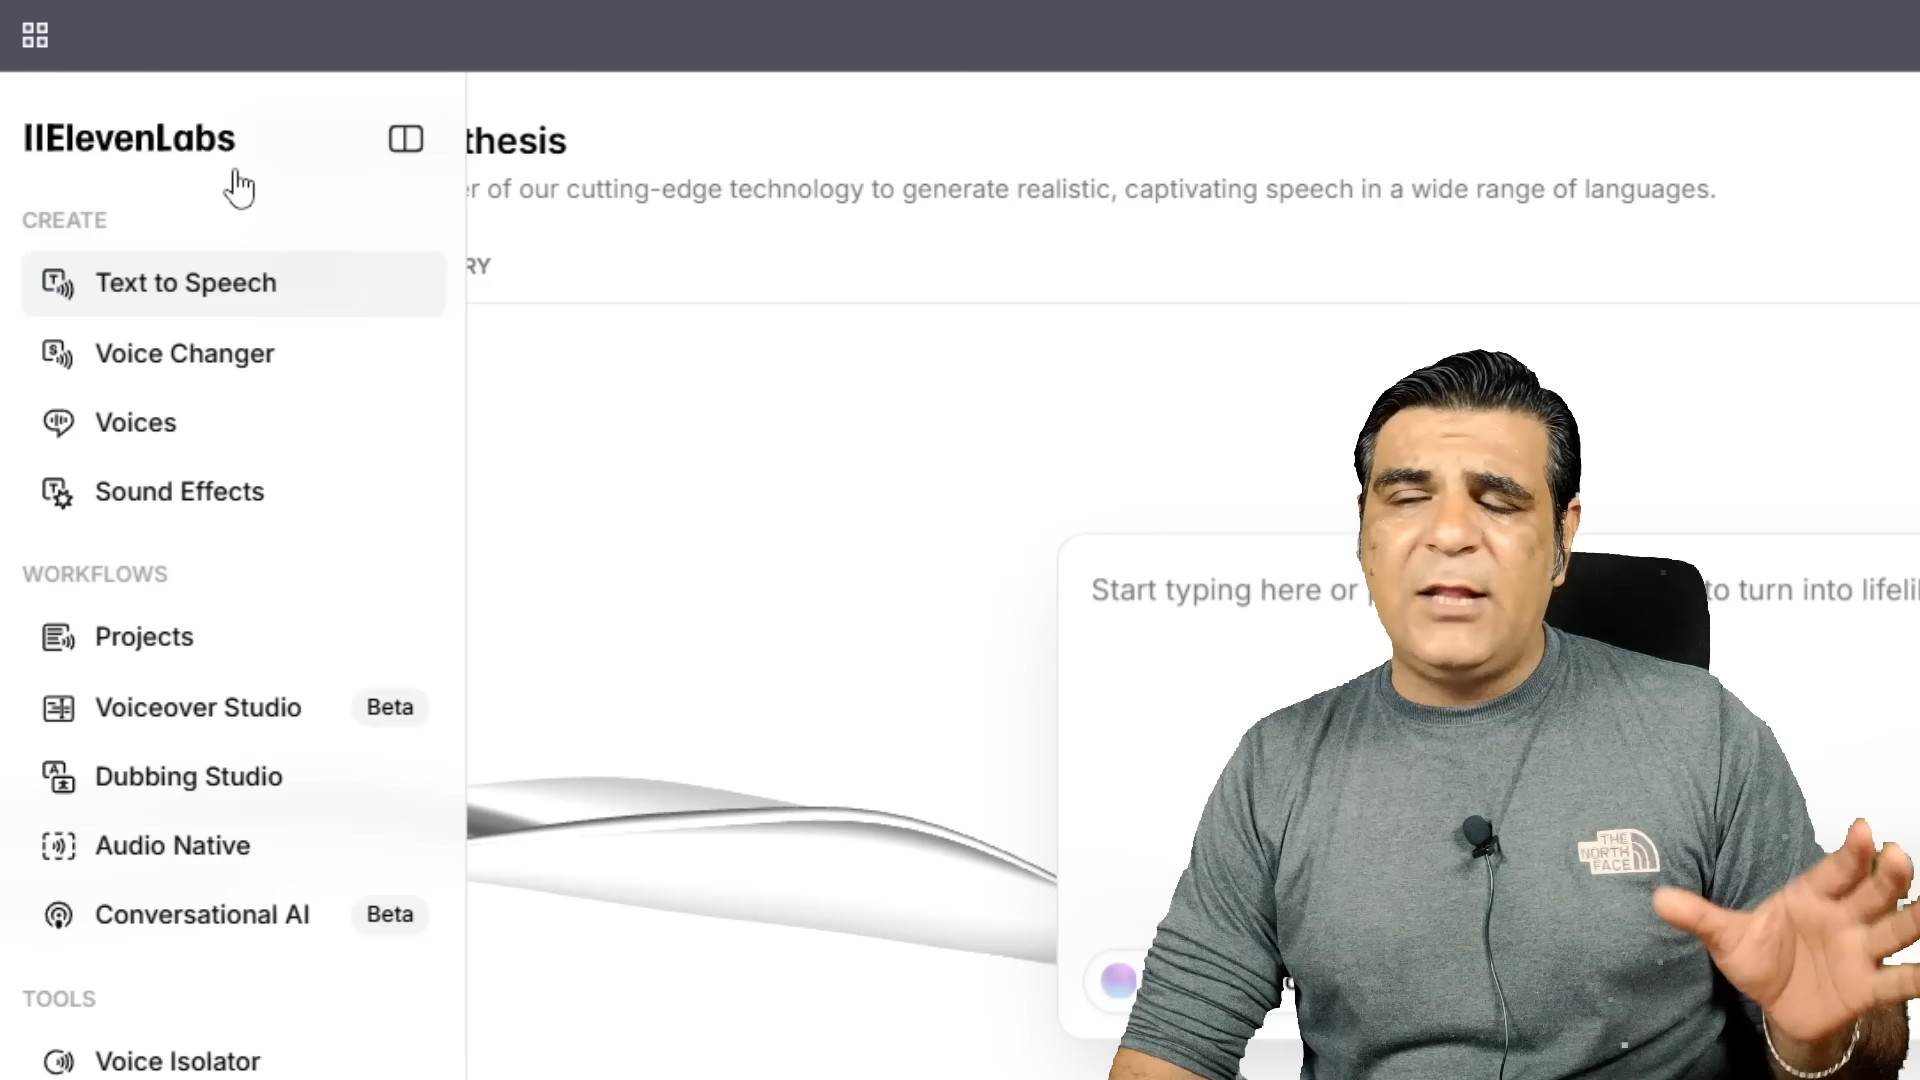 IIElevenLabs
thesis
er of our cutting-edge technology to generate realistic, captivating speech in a wide range of languages.
CREATE
RY
Text to Speech
Voice Changer
Voices
Sound Effects
WORKFLOWS
Projects
Voiceover Studio Beta
Dubbing Studio
Audio Native
Conversational AI Beta
TOOLS
Voice Isolator
Start typing here or
to turn into lifeli
THE
NORTH
FACE